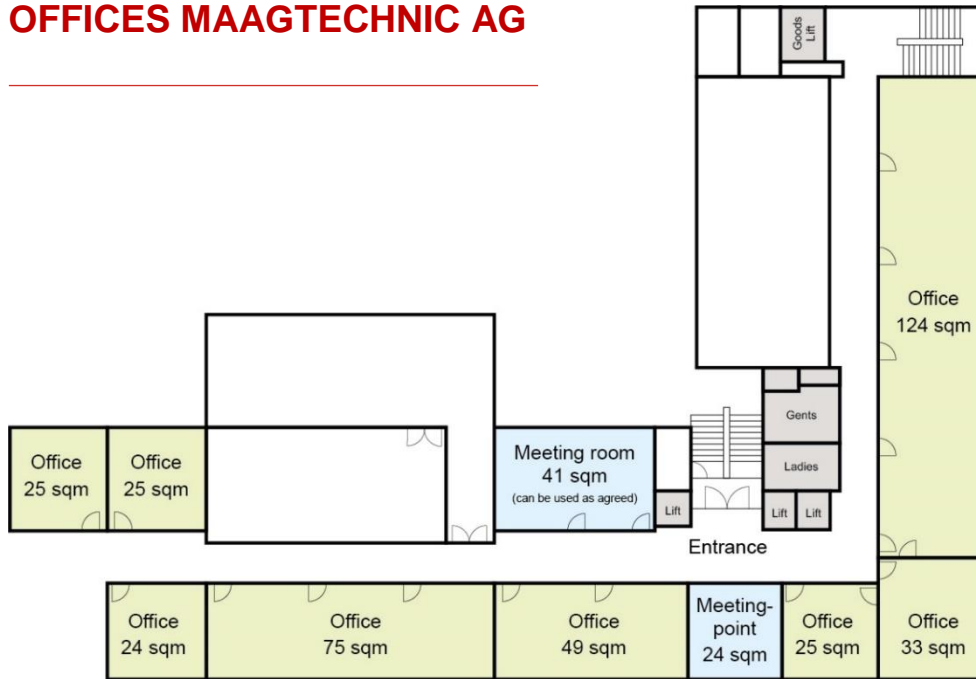 OFFICES MAAGTECHNIC AG
Goods
Lift
Office
124 sqm
Gents
Ladies
Lift
Lift
Lift
Entrance
Office
25 sqm
Office
25 sqm
Meeting room
41 sqm
(can be used as agreed)
Office
24 sqm
Office
75 sqm
Office
49 sqm
Meeting-
point
24 sqm
Office
25 sqm
Office
33 sqm